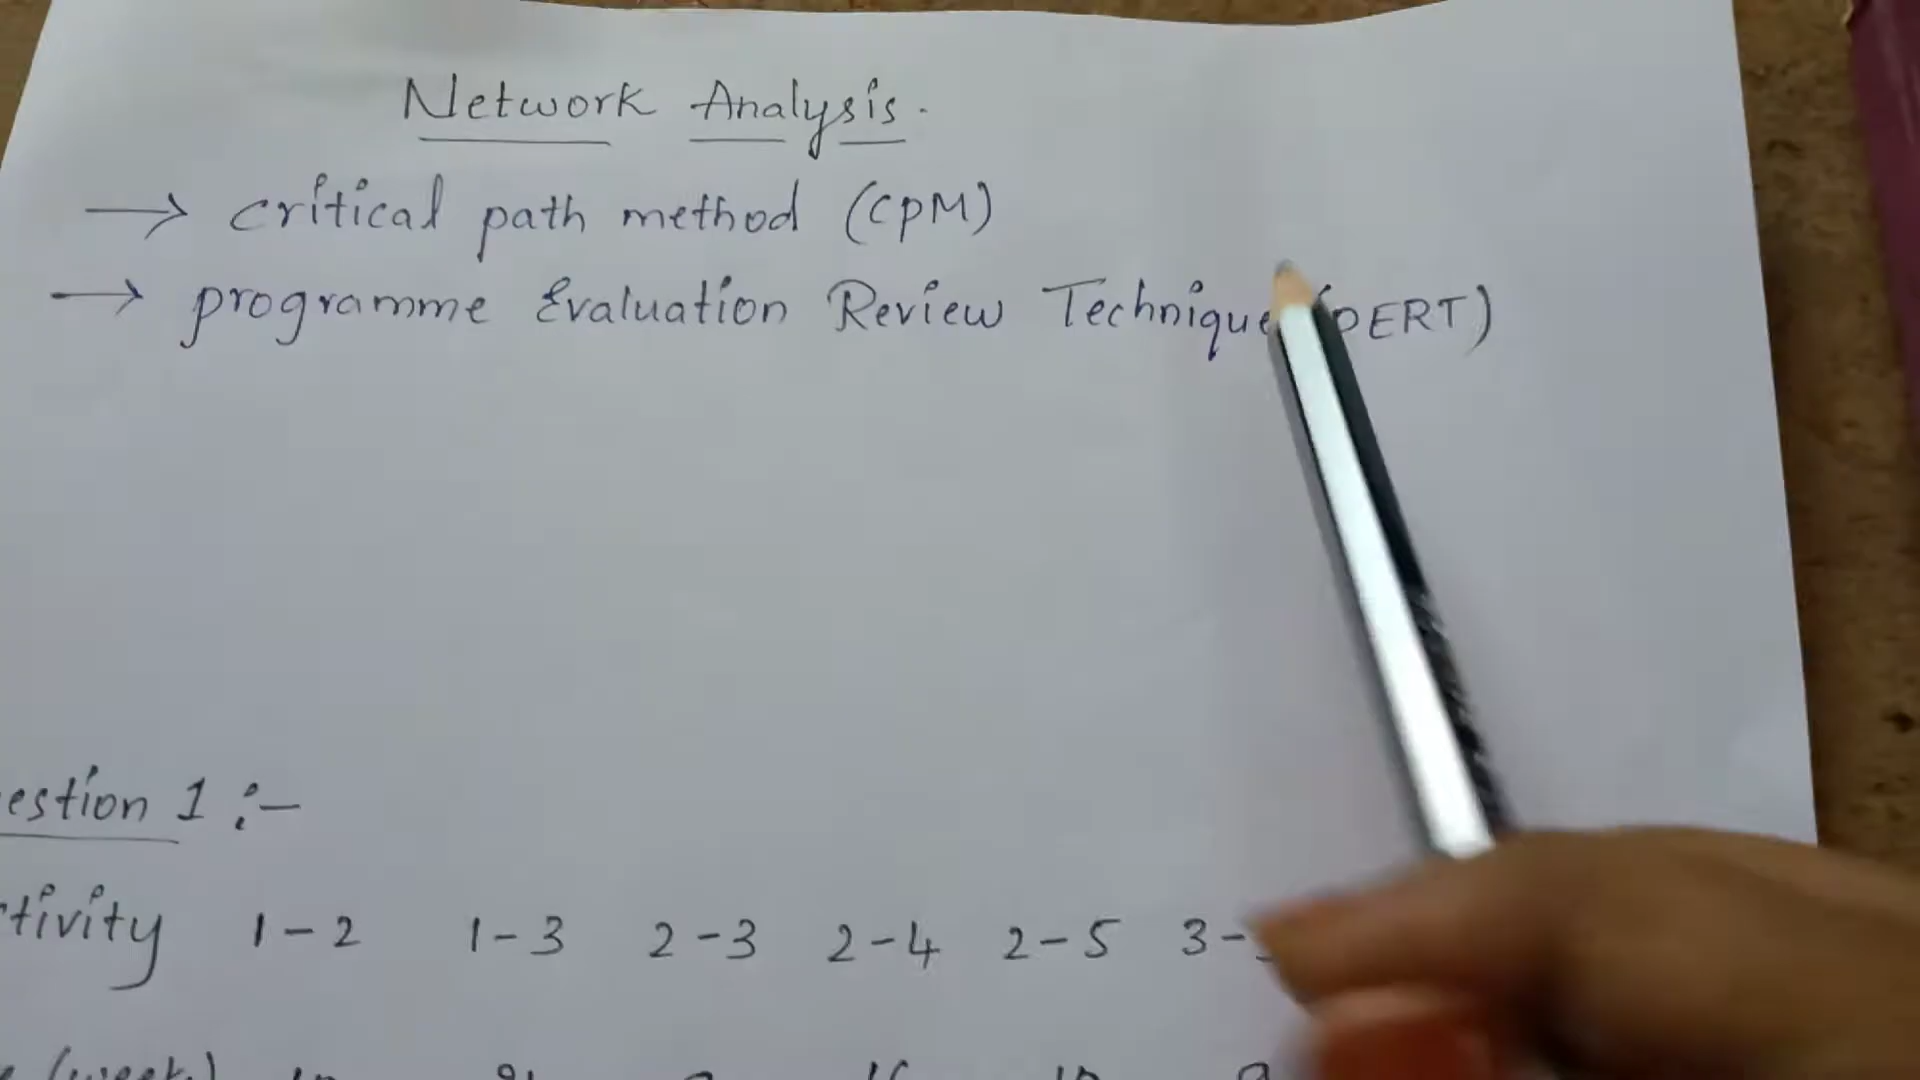 Network Analysis.
→ critical path method (CPM)
→ programme Evaluation Review Technique (PERT)
estion 1 :-
tivity 1-2 1-3 2-3 2-4 2-5 3-
(week)